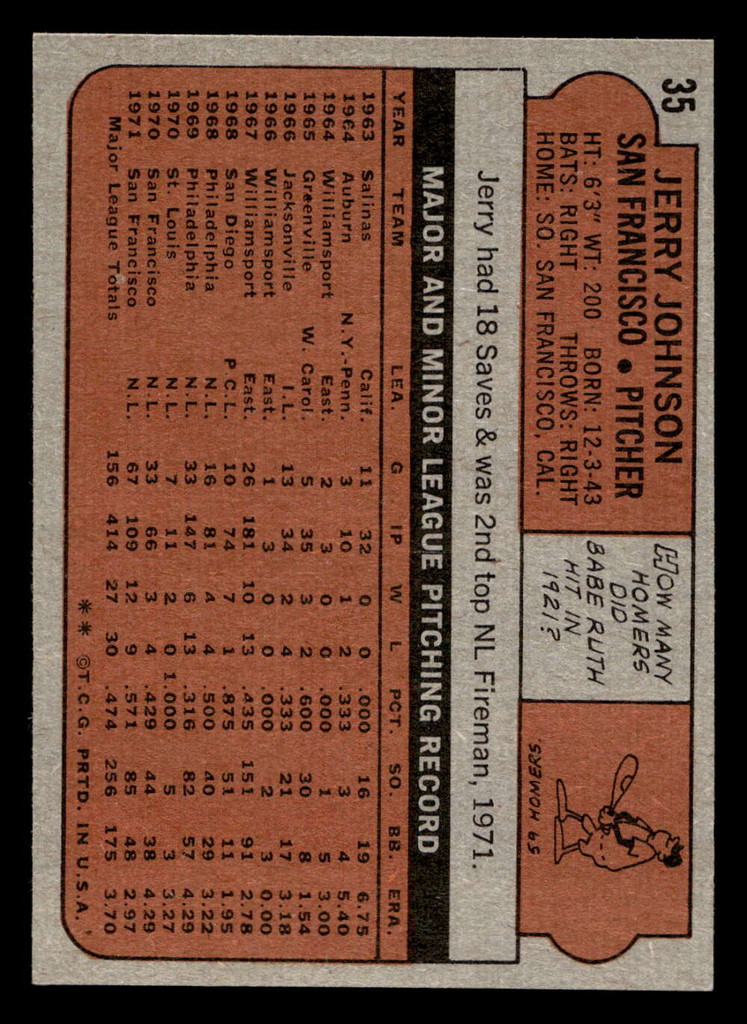 35
JERRY JOHNSON
SAN FRANCISCO • PITCHER
HT: 6'3" WT: 200 BORN: 12-3-43
BATS: RIGHT THROWS: RIGHT
HOME: SO. SAN FRANCISCO, CAL.
HOW MANY
HOMERS
DID
BABE RUTH
HIT IN
1921?
59 HOMERS.
Jerry had 18 Saves & was 2nd top NL Fireman, 1971.
MAJOR AND MINOR LEAGUE PITCHING RECORD
YEAR TEAM LEA. G IP W L PCT. SO. BB. ERA.
1963 Salinas Calif. 11 32 0 0 .000 16 19 6.75
1964 Auburn N.Y.-Penn. 3 10 1 2 .333 3 4 5.40
1964 Williamsport East. 2 3 0 0 .000 1 5 3.00
1965 Greenville W. Carol. 5 35 3 2 .600 30 8 1.54
1966 Jacksonville I.L. 13 34 2 4 .333 21 17 3.18
1966 Williamsport East. 1 3 0 0 .000 2 3 0.00
1967 Williamsport East. 26 181 10 13 .435 151 91 2.78
1968 San Diego P.C.L. 10 74 7 1 .875 51 11 1.95
1968 Philadelphia N.L. 16 81 4 4 .500 40 29 3.22
1969 Philadelphia N.L. 33 147 6 13 .316 82 57 4.29
1970 St. Louis N.L. 7 11 2 0 1.000 5 3 3.27
1970 San Francisco N.L. 33 66 3 4 .429 44 38 4.29
1971 San Francisco N.L. 67 109 12 9 .571 85 48 2.97
Major League Totals 156 414 27 30 .474 256 175 3.70
** ©T.C.G. PRTD. IN U.S.A.